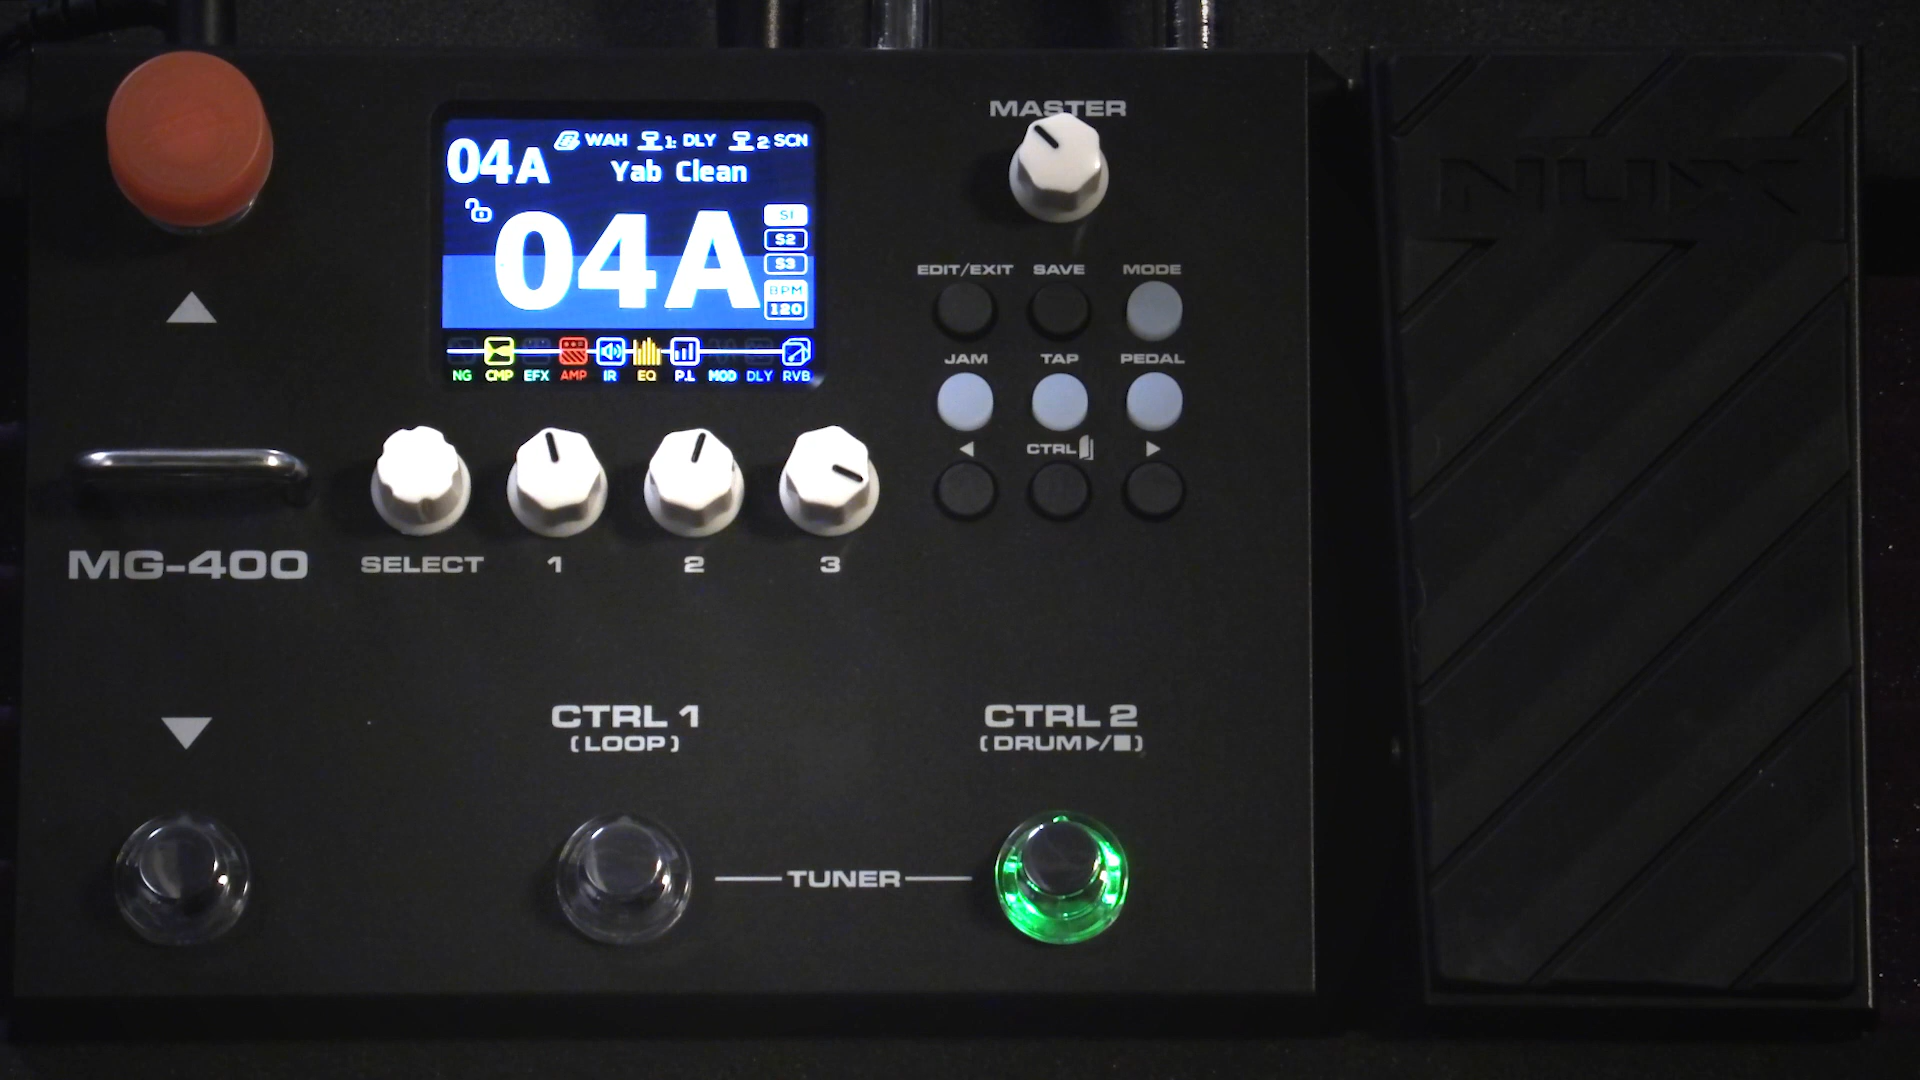 04A
WAH 1: DLY 2 SCN
Yab Clean
04A
S1
S2
S3
BPM
120
NG CMP EFX AMP IR EQ P.L MOD DLY RVB
MASTER
EDIT/EXIT SAVE MODE
JAM TAP PEDAL
◀ CTRL ▶
NUX
MG-400
SELECT 1 2 3
CTRL 1
(LOOP)
CTRL 2
(DRUM▶/■)
TUNER